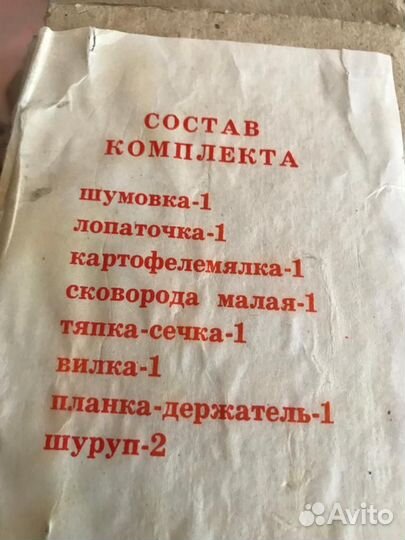 СОСТАВ
КОМПЛЕКТА
шумовка-1
лопаточка-1
картофелемялка-1
сковорода малая-1
тяпка-сечка-1
вилка-1
планка-держатель-1
шуруп-2
Avito